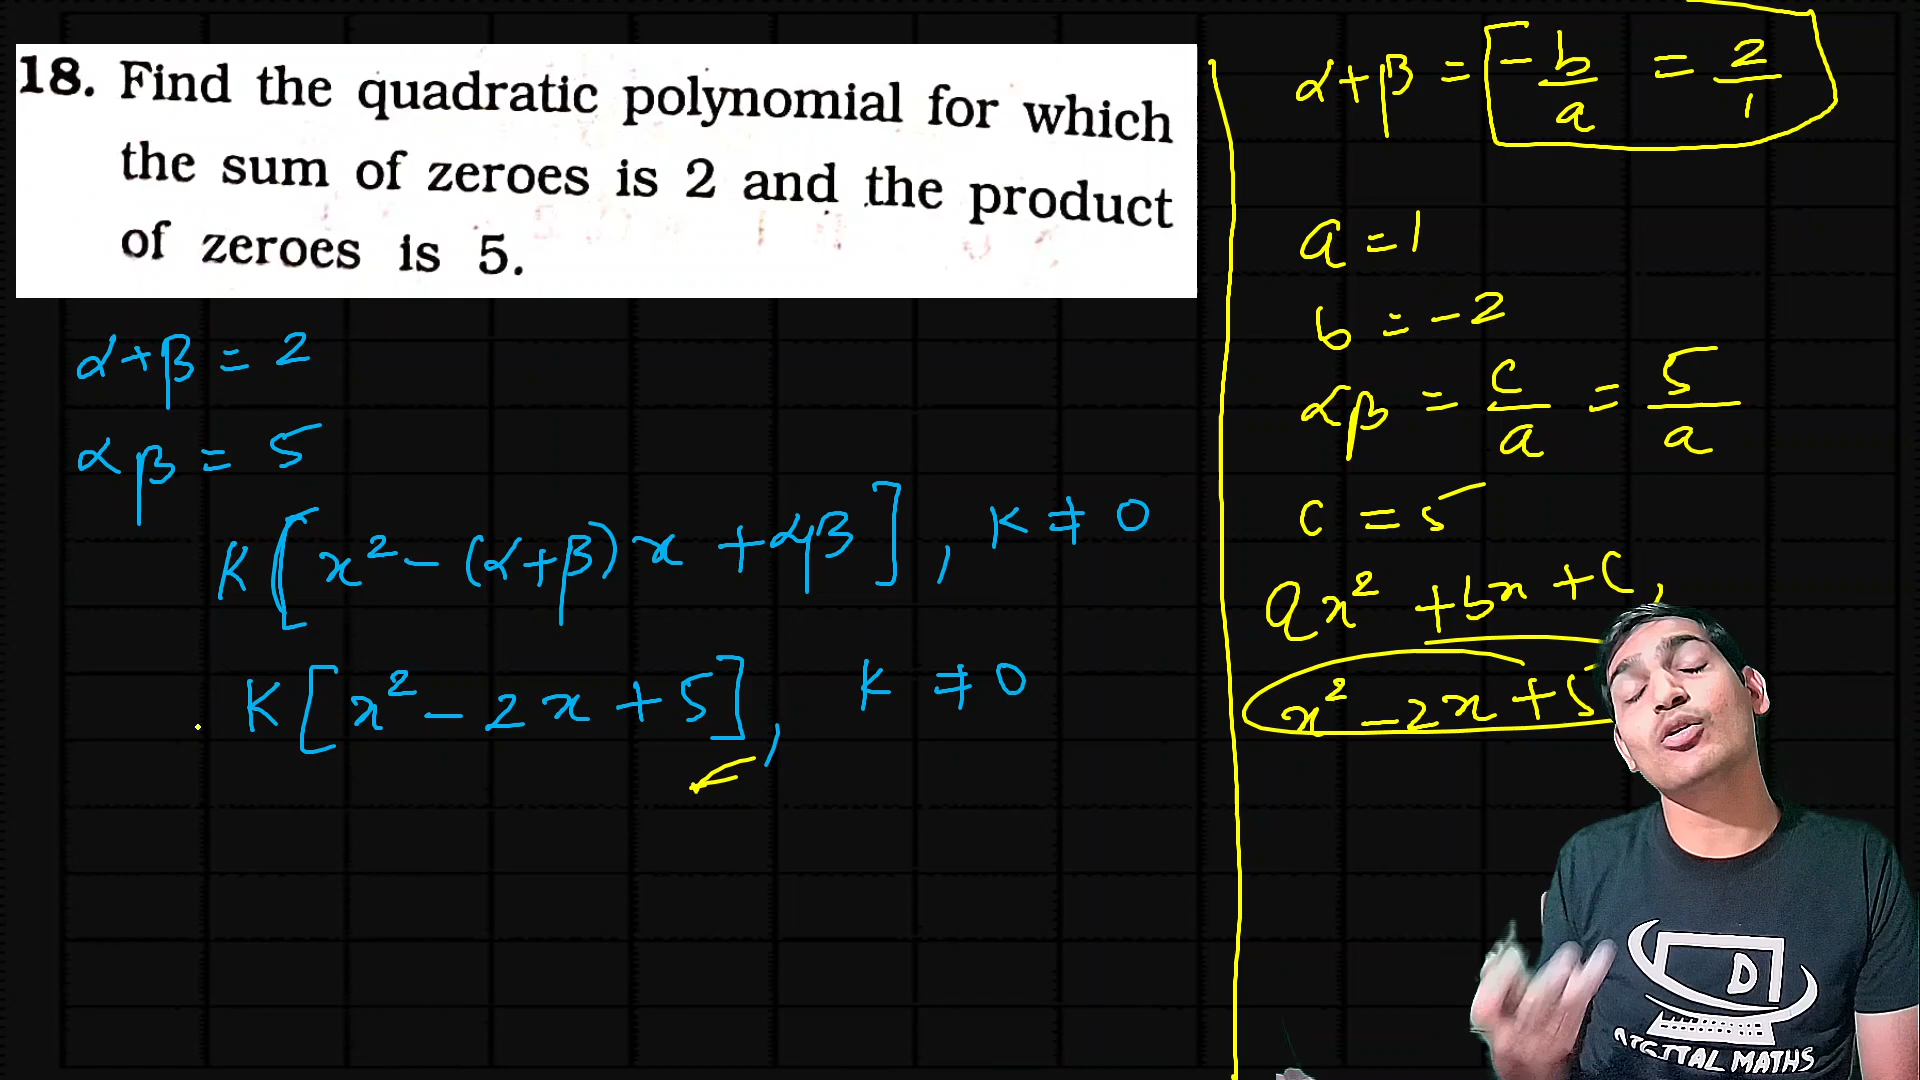 18. Find the quadratic polynomial for which
the sum of zeroes is 2 and the product
of zeroes is 5.
α+β = 2
αβ = 5
K[x² - (α+β)x + αβ], K ≠ 0
K[x² - 2x + 5], K ≠ 0
α+β = -b/a = 2/1
a = 1
b = -2
αβ = c/a = 5/a
c = 5
ax² + bx + c,
x² - 2x + 5
D
DIGITAL MATHS